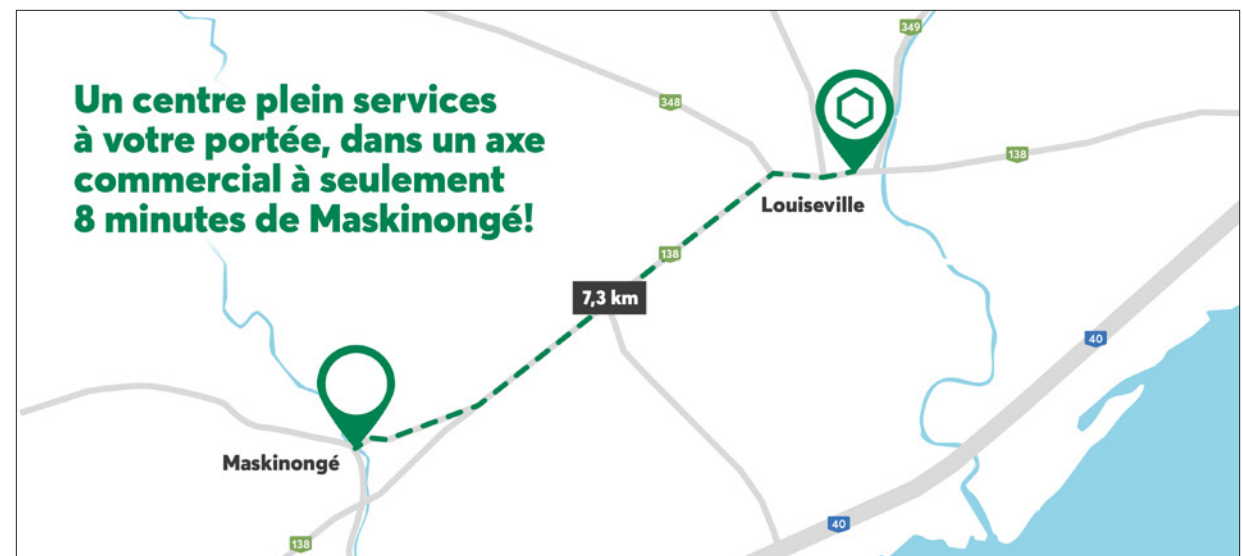 349
Un centre plein services
à votre portée, dans un axe
commercial à seulement
8 minutes de Maskinongé!
348
138
Louiseville
138
7,3 km
40
Maskinongé
40
138